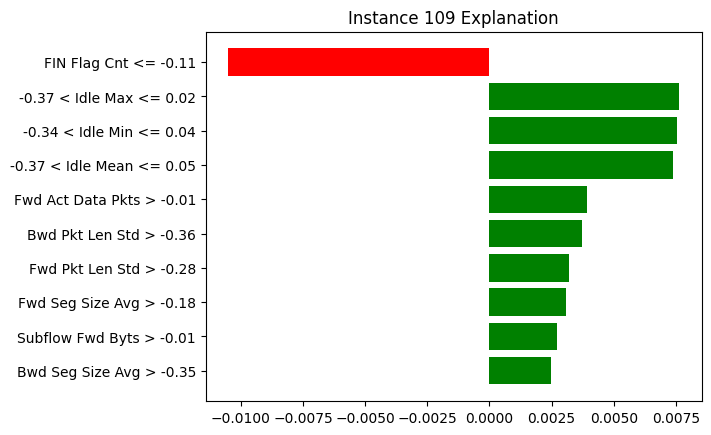 Instance 109 Explanation
FIN Flag Cnt <= -0.11
-0.37 < Idle Max <= 0.02
-0.34 < Idle Min <= 0.04
-0.37 < Idle Mean <= 0.05
Fwd Act Data Pkts > -0.01
Bwd Pkt Len Std > -0.36
Fwd Pkt Len Std > -0.28
Fwd Seg Size Avg > -0.18
Subflow Fwd Byts > -0.01
Bwd Seg Size Avg > -0.35
−0.0100 −0.0075 −0.0050 −0.0025 0.0000 0.0025 0.0050 0.0075